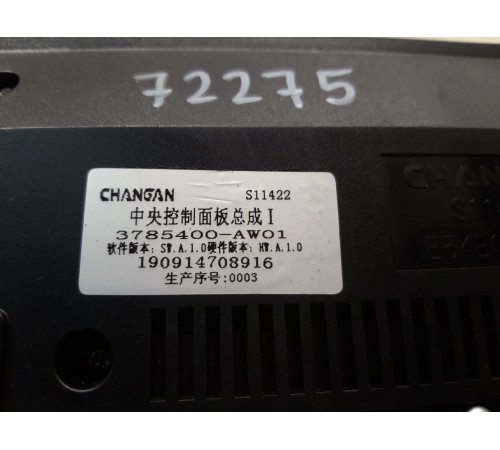 72275
CHANGAN S11422
中央控制面板总成 I
3785400-AW01
软件版本: SW.A.1.0硬件版本: HW.A.1.0
190914708916
生产序号:0003
CHANGAN